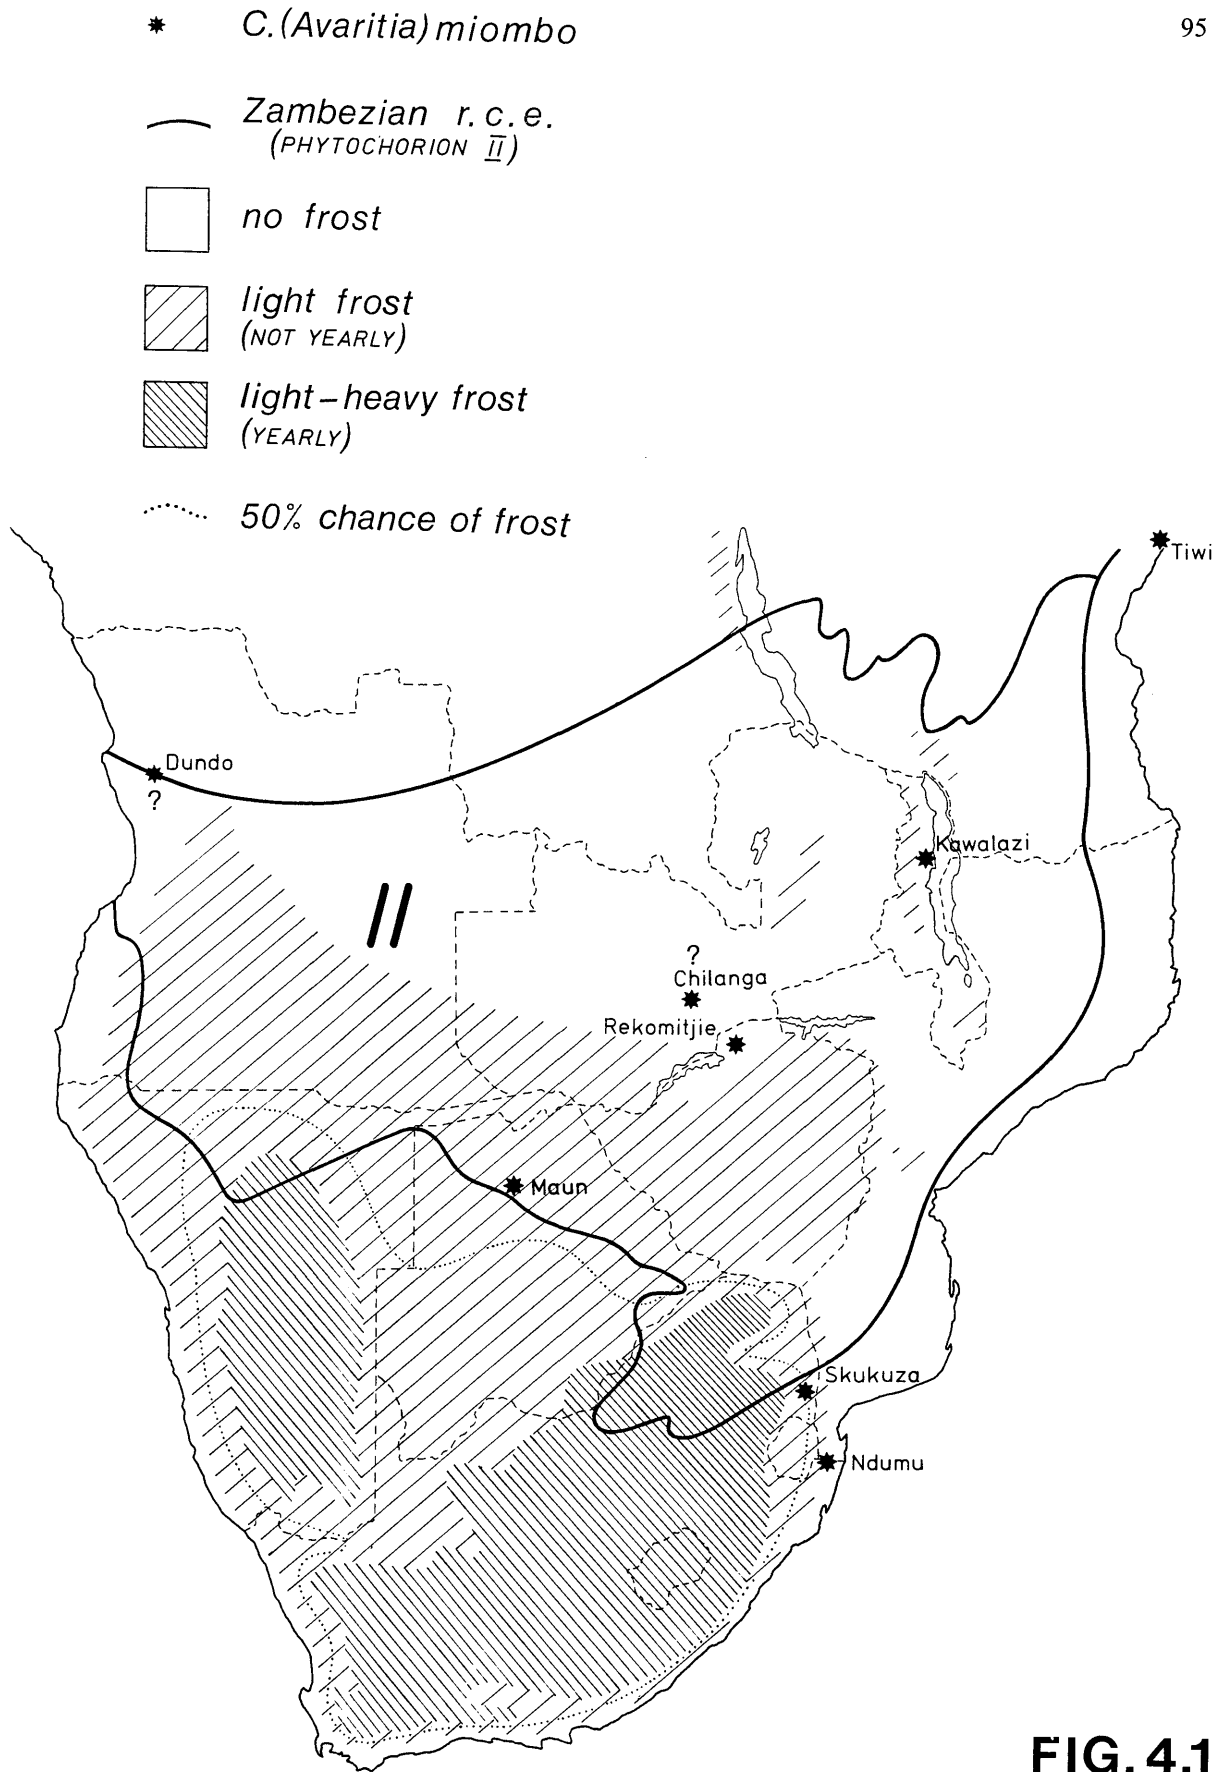 C.(Avaritia) miombo
95
Zambezian r.c.e.
(PHYTOCHORION II)
no frost
light frost
(NOT YEARLY)
light-heavy frost
(YEARLY)
50% chance of frost
Tiwi
Dundo
?
Kawalazi
II
?
Chilanga
Rekomitjie
Maun
Skukuza
Ndumu
FIG. 4.1